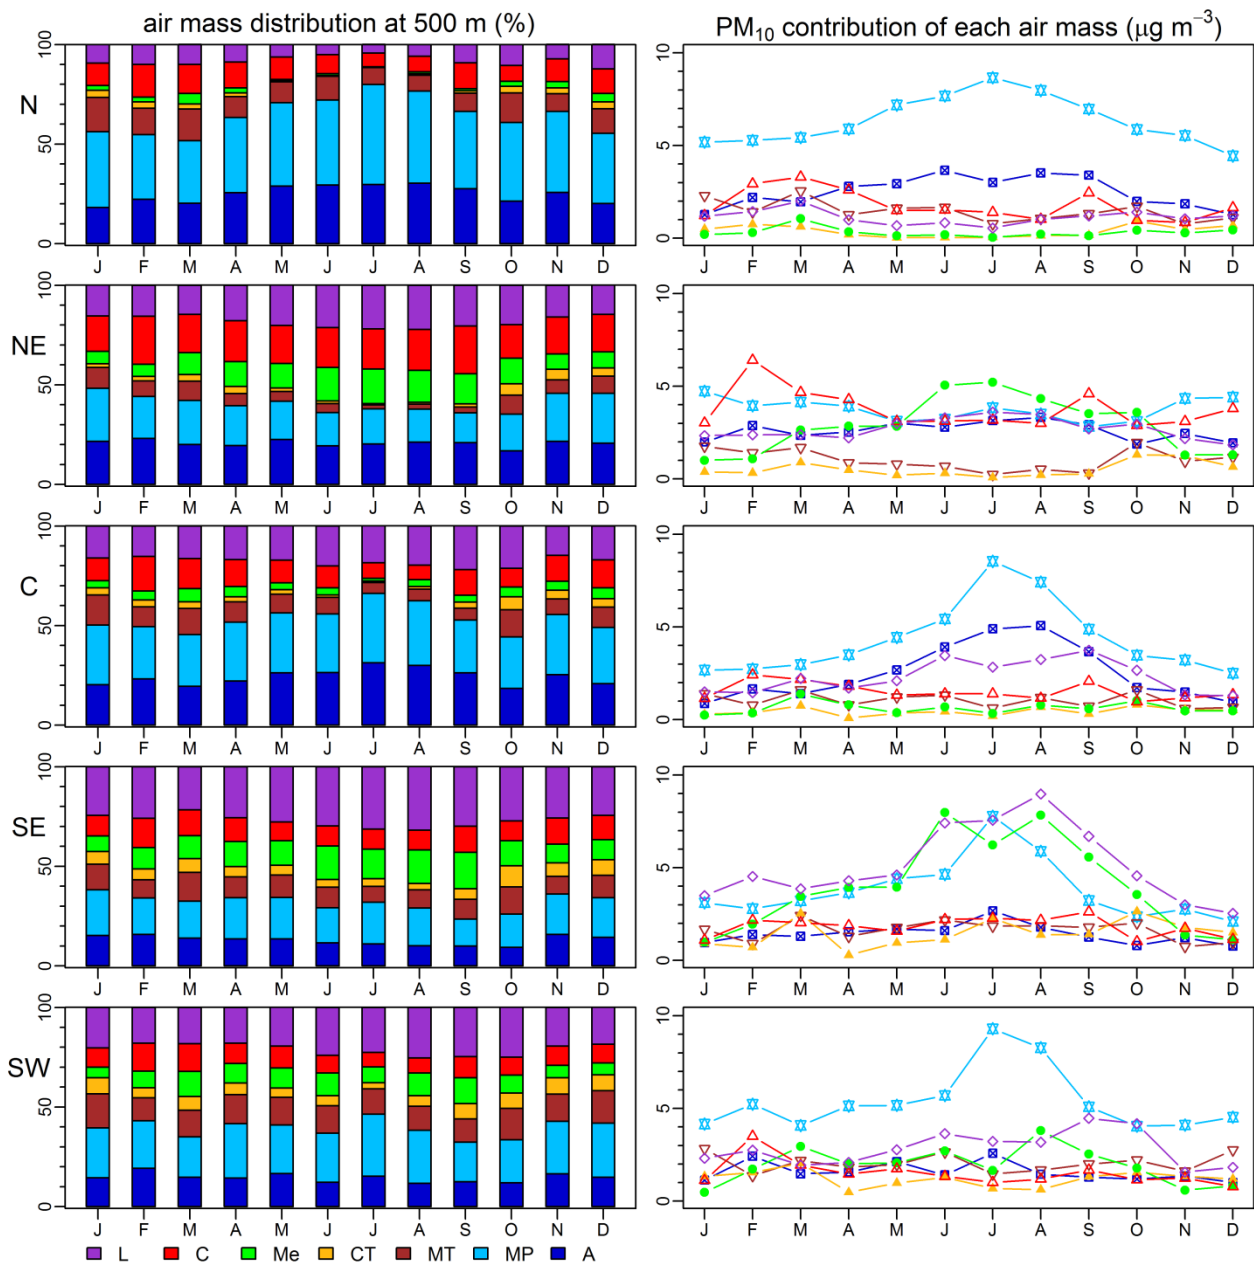 air mass distribution at 500 m (%)
PM₁₀ contribution of each air mass (μg m⁻³)
N
100
50
0
J F M A M J J A S O N D
10
5
0
J F M A M J J A S O N D
NE
100
50
0
J F M A M J J A S O N D
10
5
0
J F M A M J J A S O N D
C
100
50
0
J F M A M J J A S O N D
10
5
0
J F M A M J J A S O N D
SE
100
50
0
J F M A M J J A S O N D
10
5
0
J F M A M J J A S O N D
SW
100
50
0
J F M A M J J A S O N D
10
5
0
J F M A M J J A S O N D
L C Me CT MT MP A